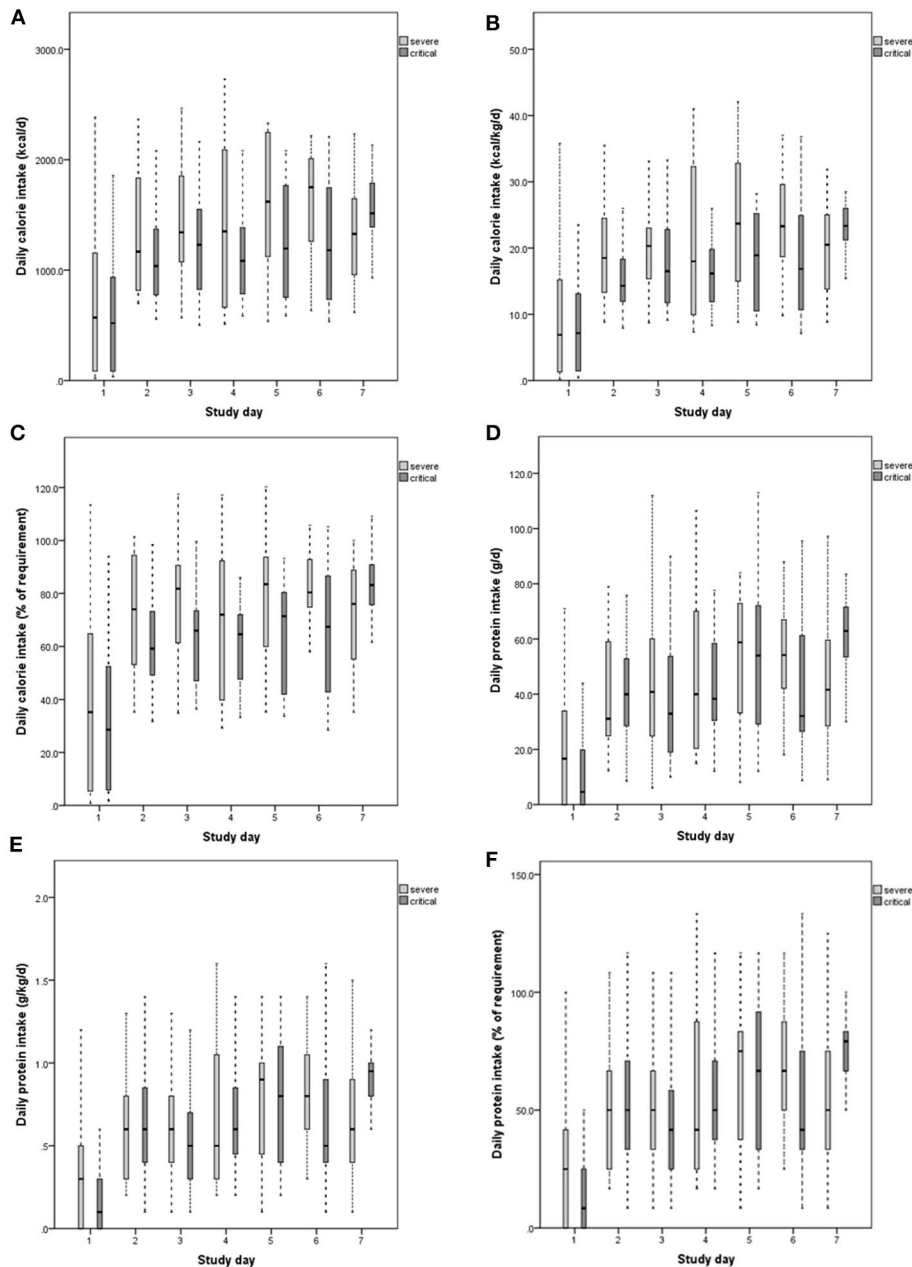 A
severe
critical
3000.0
2000.0
1000.0
.0
Daily calorie intake (kcal/d)
1 2 3 4 5 6 7
Study day
B
severe
critical
50.0
40.0
30.0
20.0
10.0
.0
Daily calorie intake (kcal/kg/d)
1 2 3 4 5 6 7
Study day
C
severe
critical
120.0
100.0
80.0
60.0
40.0
20.0
.0
Daily calorie intake (% of requirement)
1 2 3 4 5 6 7
Study day
D
severe
critical
120.0
100.0
80.0
60.0
40.0
20.0
.0
Daily protein intake (g/d)
1 2 3 4 5 6 7
Study day
E
severe
critical
2.0
1.5
1.0
.5
.0
Daily protein intake (g/kg/d)
1 2 3 4 5 6 7
Study day
F
severe
critical
150.0
100.0
50.0
.0
Daily protein intake (% of requirement)
1 2 3 4 5 6 7
Study day